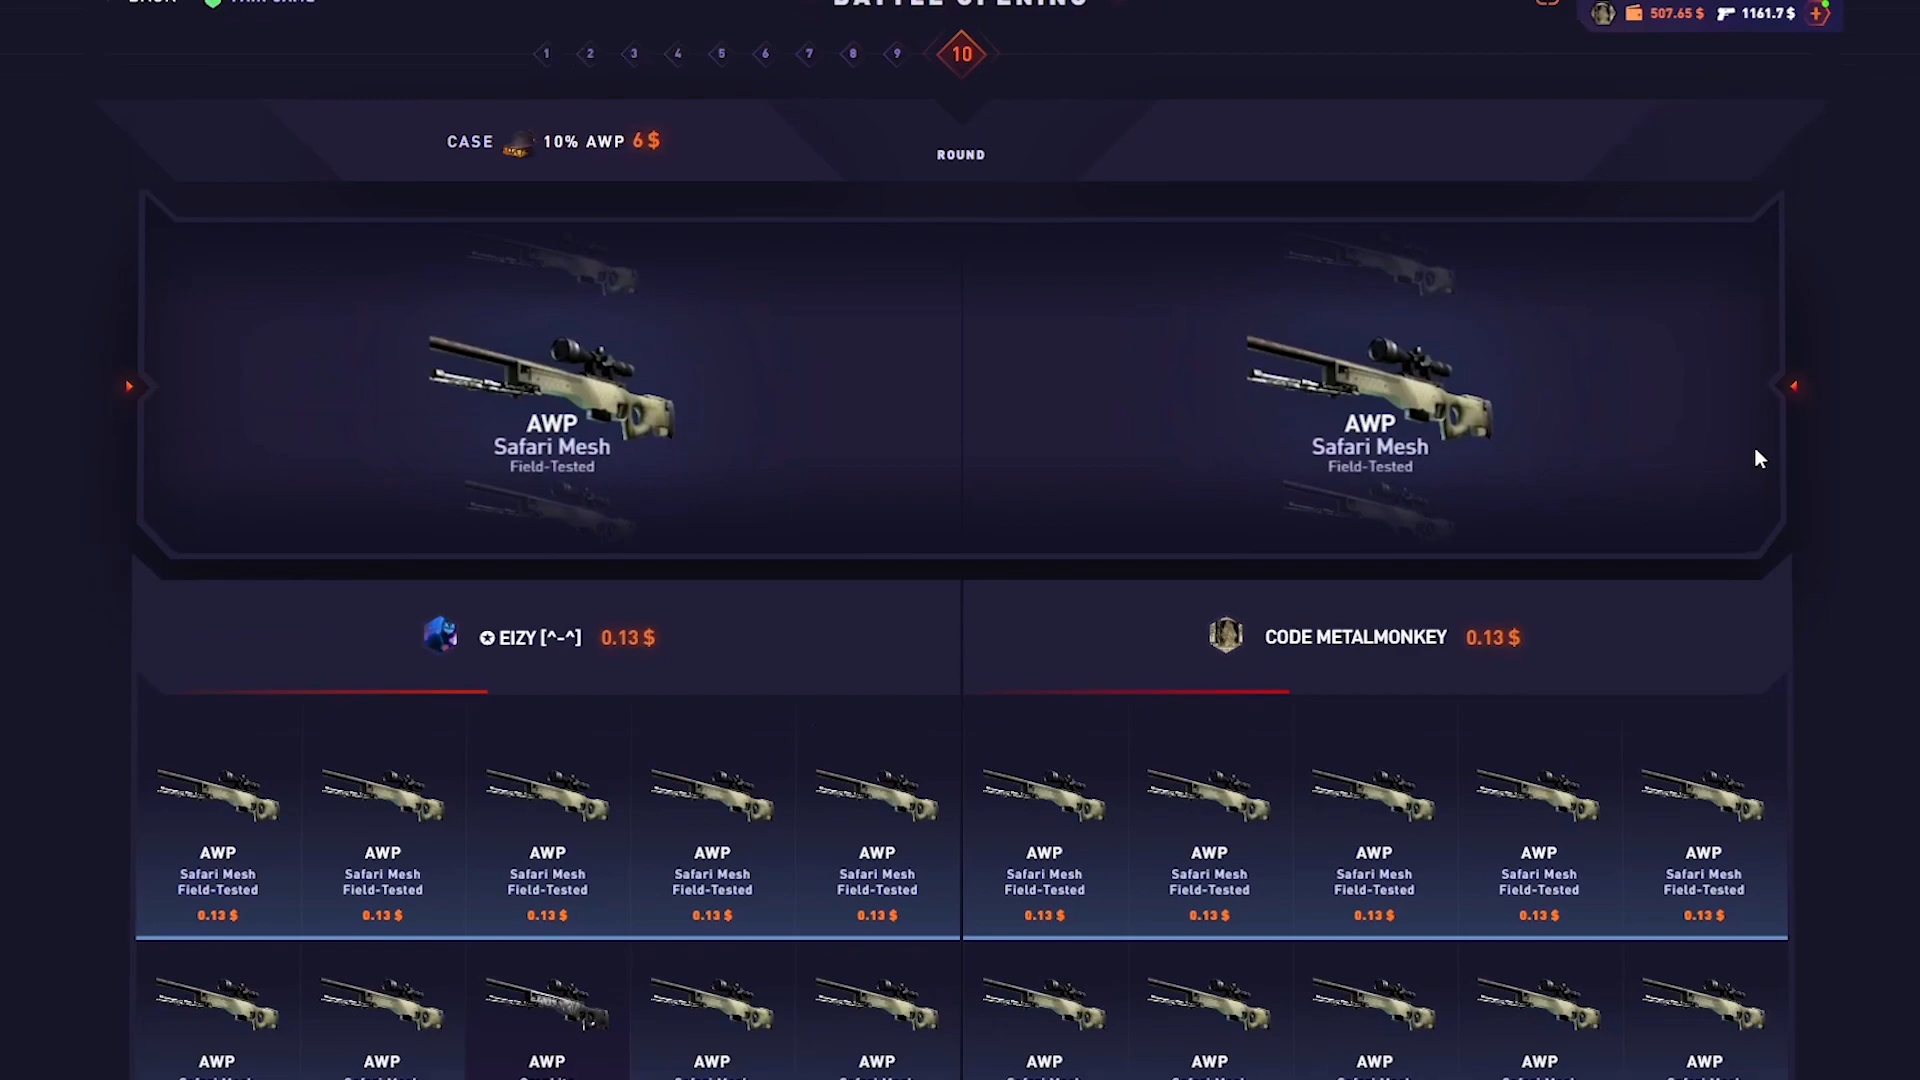 BATTLE OPENING
507.65 $ 1161.7 $
1 2 3 4 5 6 7 8 9 10
CASE 10% AWP 6 $
ROUND
AWP
Safari Mesh
Field-Tested
AWP
Safari Mesh
Field-Tested
EIZY [^-^] 0.13 $
CODE METALMONKEY 0.13 $
AWP AWP AWP AWP AWP AWP AWP AWP AWP AWP
Safari Mesh Safari Mesh Safari Mesh Safari Mesh Safari Mesh Safari Mesh Safari Mesh Safari Mesh Safari Mesh Safari Mesh
Field-Tested Field-Tested Field-Tested Field-Tested Field-Tested Field-Tested Field-Tested Field-Tested Field-Tested Field-Tested
0.13 $ 0.13 $ 0.13 $ 0.13 $ 0.13 $ 0.13 $ 0.13 $ 0.13 $ 0.13 $ 0.13 $
AWP AWP AWP AWP AWP AWP AWP AWP AWP AWP